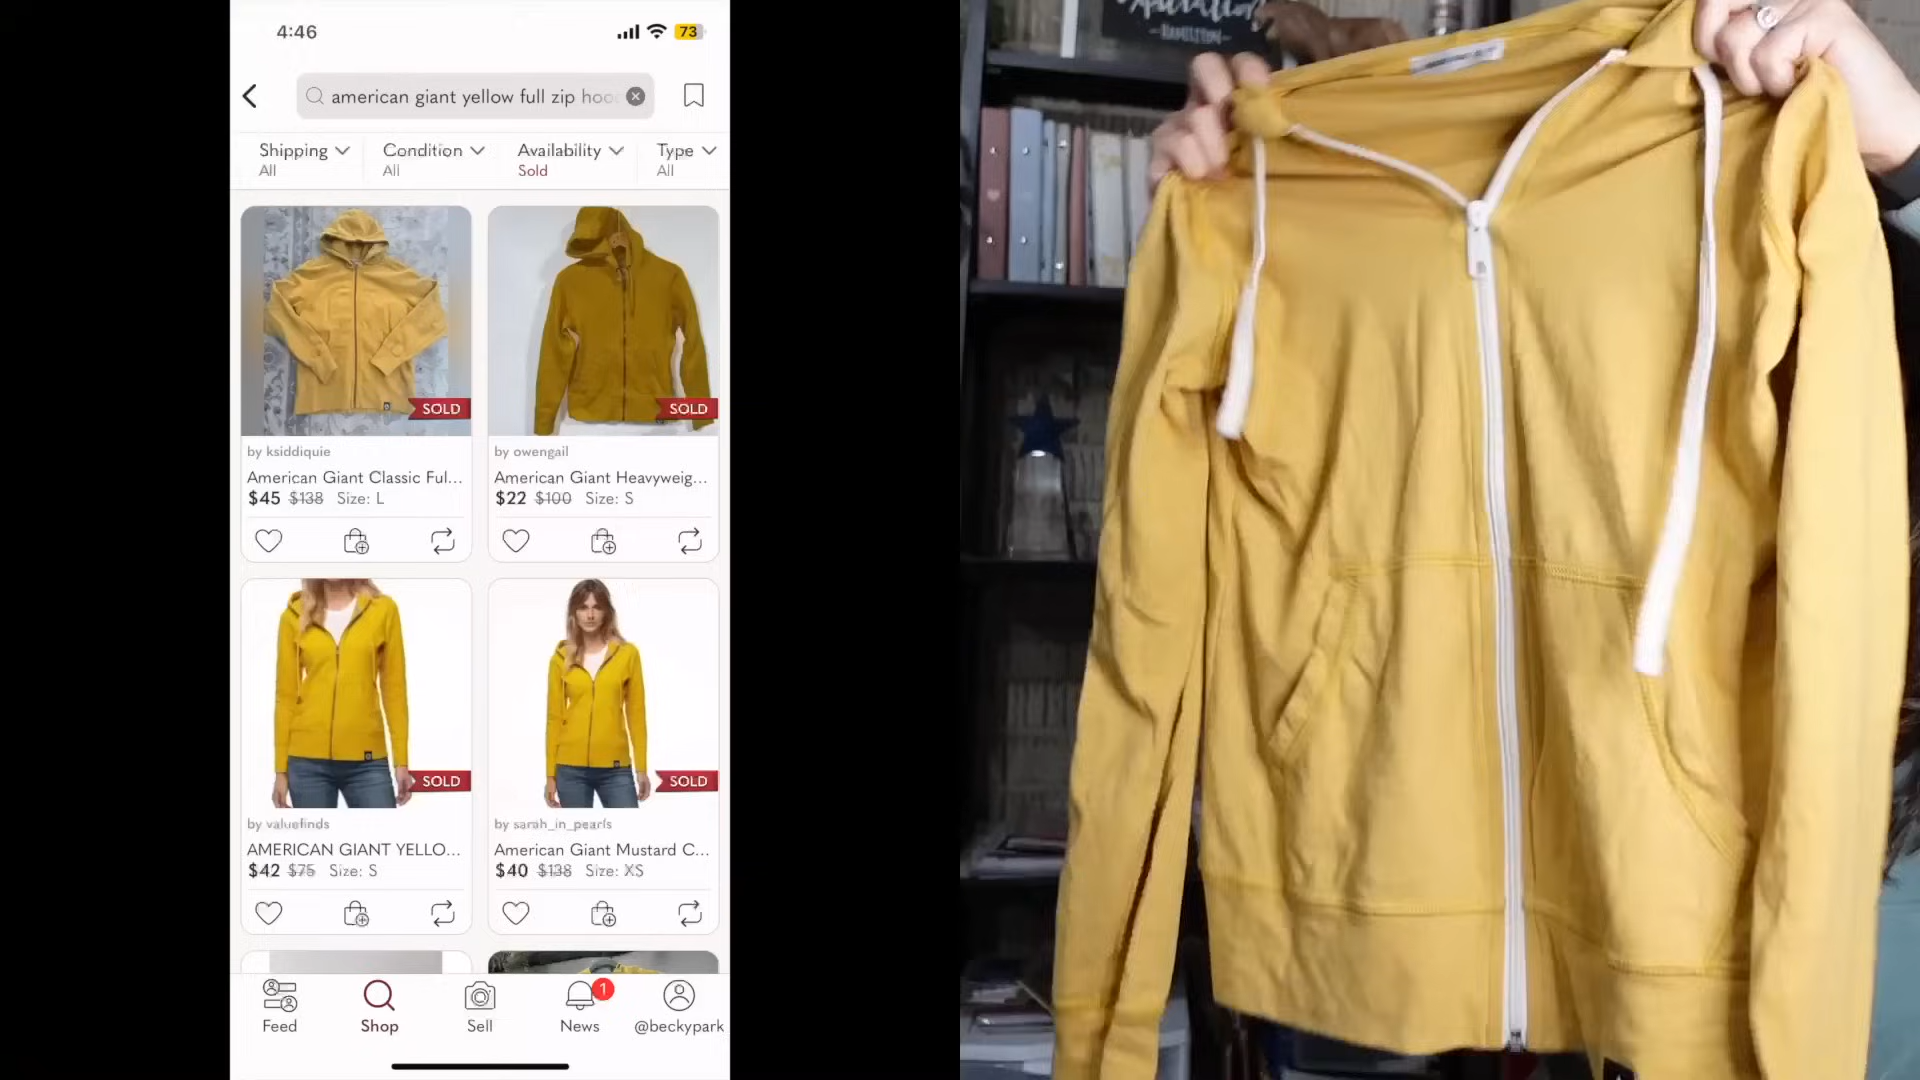 4:46
73
american giant yellow full zip hoo
Shipping
All
Condition
All
Availability
Sold
Type
All
SOLD
SOLD
by ksiddiquie
by owengail
American Giant Classic Ful...
American Giant Heavyweig...
$45 $138 Size: L
$22 $100 Size: S
SOLD
SOLD
by valuefinds
by sarah_in_pearls
AMERICAN GIANT YELLO...
American Giant Mustard C...
$42 $75 Size: S
$40 $138 Size: XS
1
Feed
Shop
Sell
News
@beckypark
HAMILTON